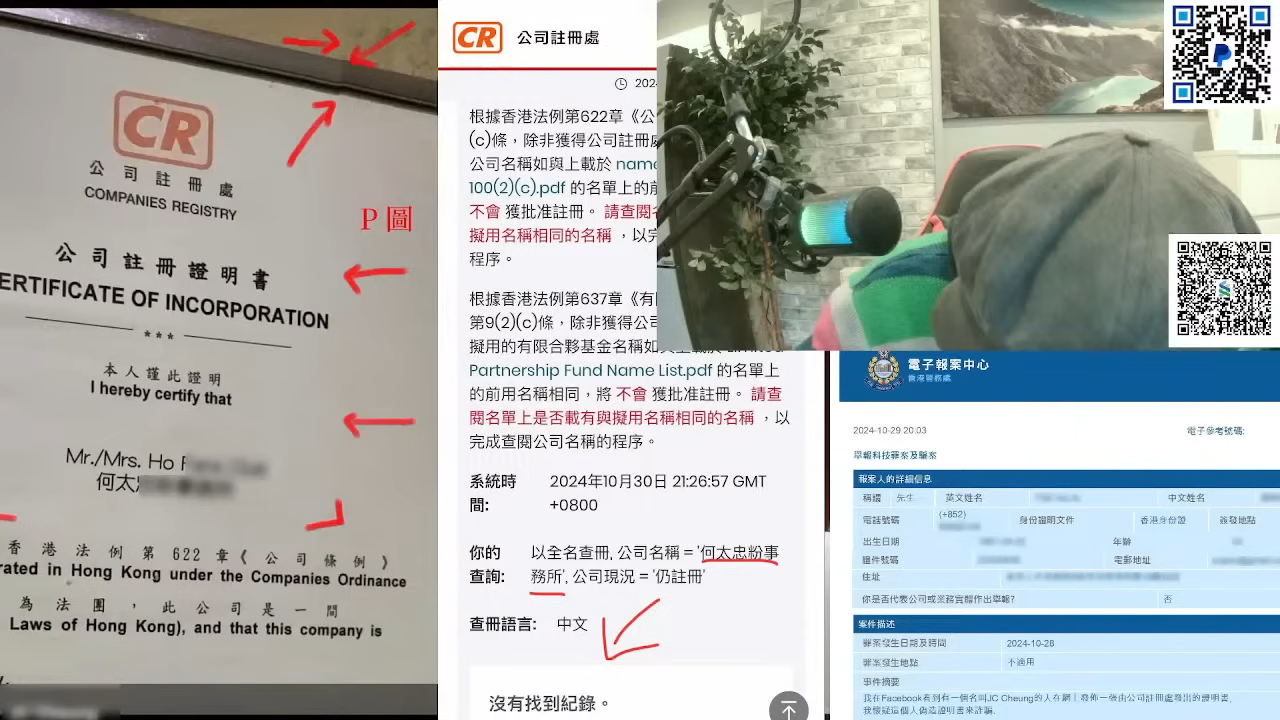 CR
公司註冊處
COMPANIES REGISTRY
P 圖
公司註冊證明書
ERTIFICATE OF INCORPORATION
***
本人謹此證明
I hereby certify that
Mr./Mrs. Ho
何太
香港法例第622章《公司條例》
rated in Hong Kong under the Companies Ordinance
為法團，此公司是一間
Laws of Hong Kong), and that this company is
CR 公司註冊處
202
根據香港法例第622章《公
(c)條，除非獲得公司註冊處
公司名稱如與上載於 name
100(2)(c).pdf 的名單上的前
不會 獲批准註冊。 請查閱名
擬用名稱相同的名稱 ，以完
程序。
根據香港法例第637章《有限
第9(2)(c)條，除非獲得公司
擬用的有限合夥基金名稱如
Partnership Fund Name List.pdf 的名單上
的前用名稱相同，將 不會 獲批准註冊。 請查
閱名單上是否載有與擬用名稱相同的名稱 ，以
完成查閱公司名稱的程序。
系統時間: 2024年10月30日 21:26:57 GMT
+0800
你的查詢: 以全名查冊, 公司名稱 = '何太忠紛事
務所', 公司現況 = '仍註冊'
查冊語言: 中文
沒有找到紀錄。
電子報案中心
香港警務處
2024-10-29 20:03
電子參考號碼:
舉報科技罪案及騙案
報案人的詳細信息
稱謂 先生 英文姓名 中文姓名
電話號碼 (+852) 身份證明文件 香港身份證 簽發地點
出生日期 年齡
證件號碼 電郵地址
住址
你是否代表公司或業務實體作出舉報? 否
案件描述
罪案發生日期及時間 2024-10-28
罪案發生地點 不適用
事件摘要
我在Facebook看到有一個名叫JC Cheung的人在網上發佈一張由公司註冊處發出的證明書,
我懷疑這個人偽造證明書來詐騙.